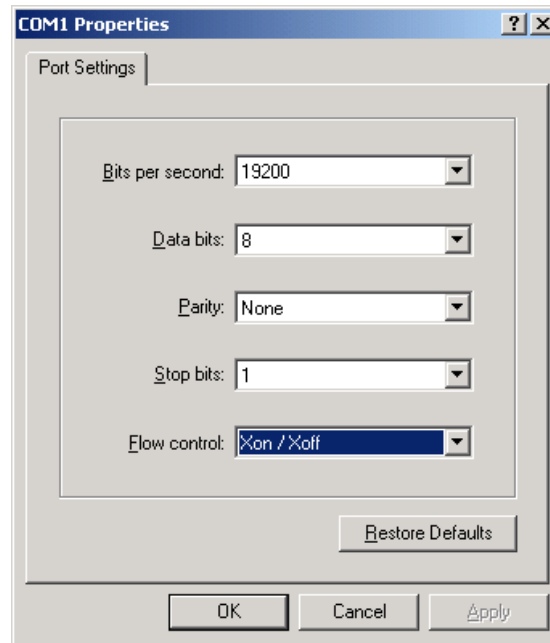 COM1 Properties
Port Settings
Bits per second: 19200
Data bits: 8
Parity: None
Stop bits: 1
Flow control: Xon / Xoff
Restore Defaults
OK Cancel Apply